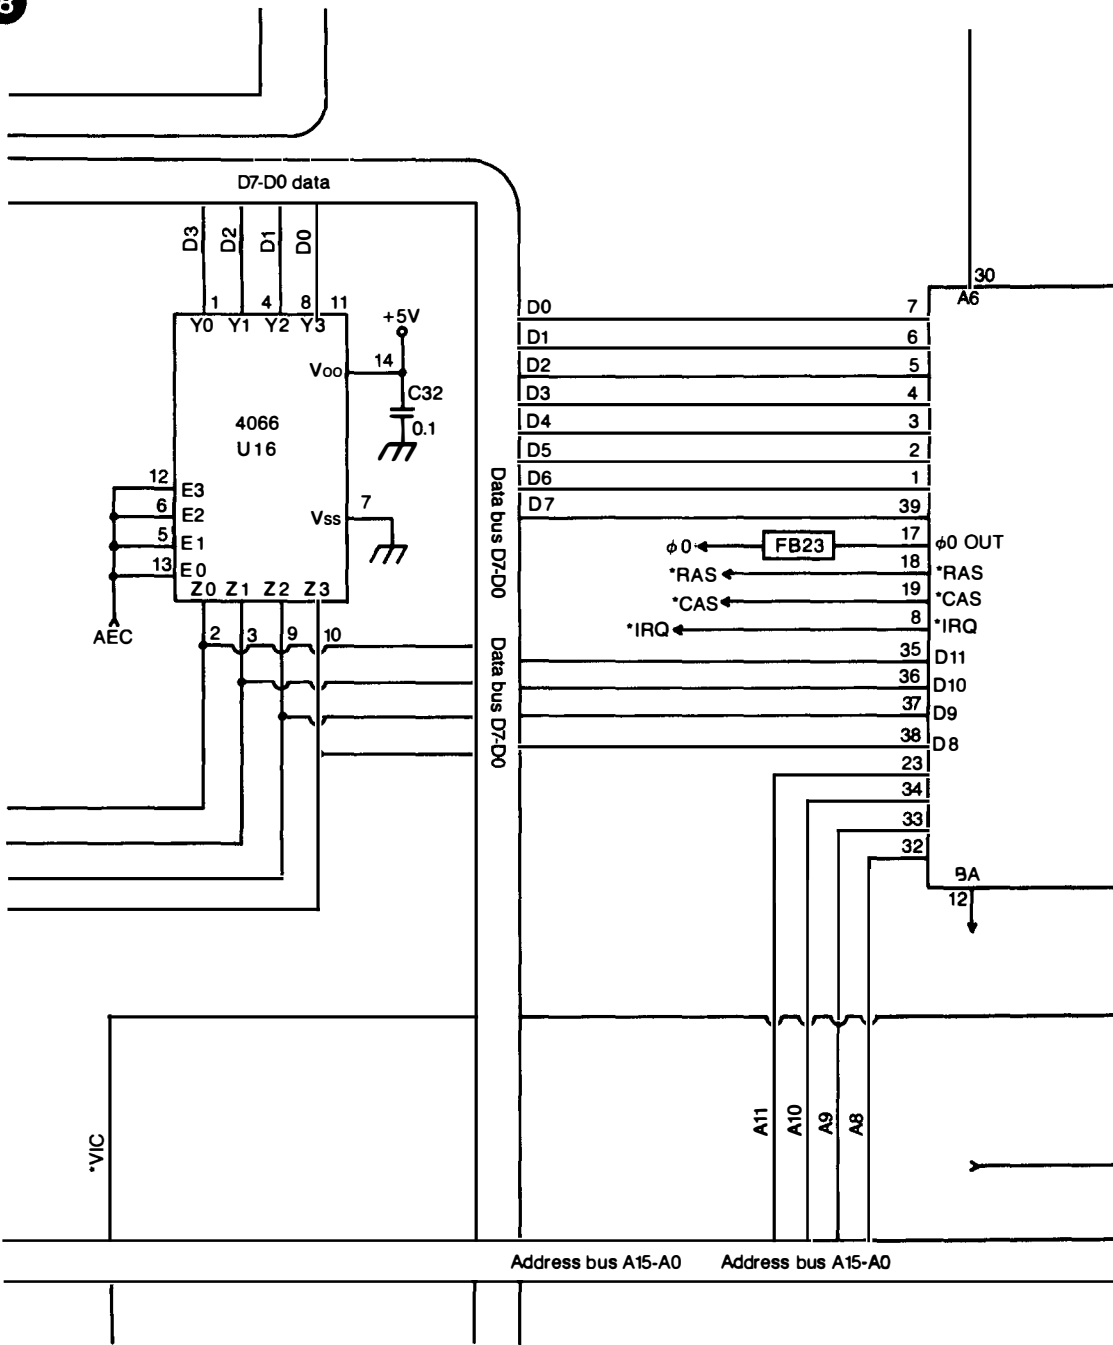 8
D7-D0 data
D3
D2
D1
D0
1
4
8
11
Y0
Y1
Y2
Y3
+5V
14
VOO
C32
0.1
4066
U16
12
E3
6
E2
5
E1
13
E0
VSS
7
Z0
Z1
Z2
Z3
AEC
2
3
9
10
Data bus D7-D0
Data bus D7-D0
30
A6
D0
7
D1
6
D2
5
D3
4
D4
3
D5
2
D6
1
D7
39
ϕ0
FB23
17
ϕ0 OUT
*RAS
18
*RAS
*CAS
19
*CAS
*IRQ
8
*IRQ
35
D11
36
D10
37
D9
38
D8
23
34
33
32
BA
12
*VIC
A11
A10
A9
A8
Address bus A15-A0
Address bus A15-A0